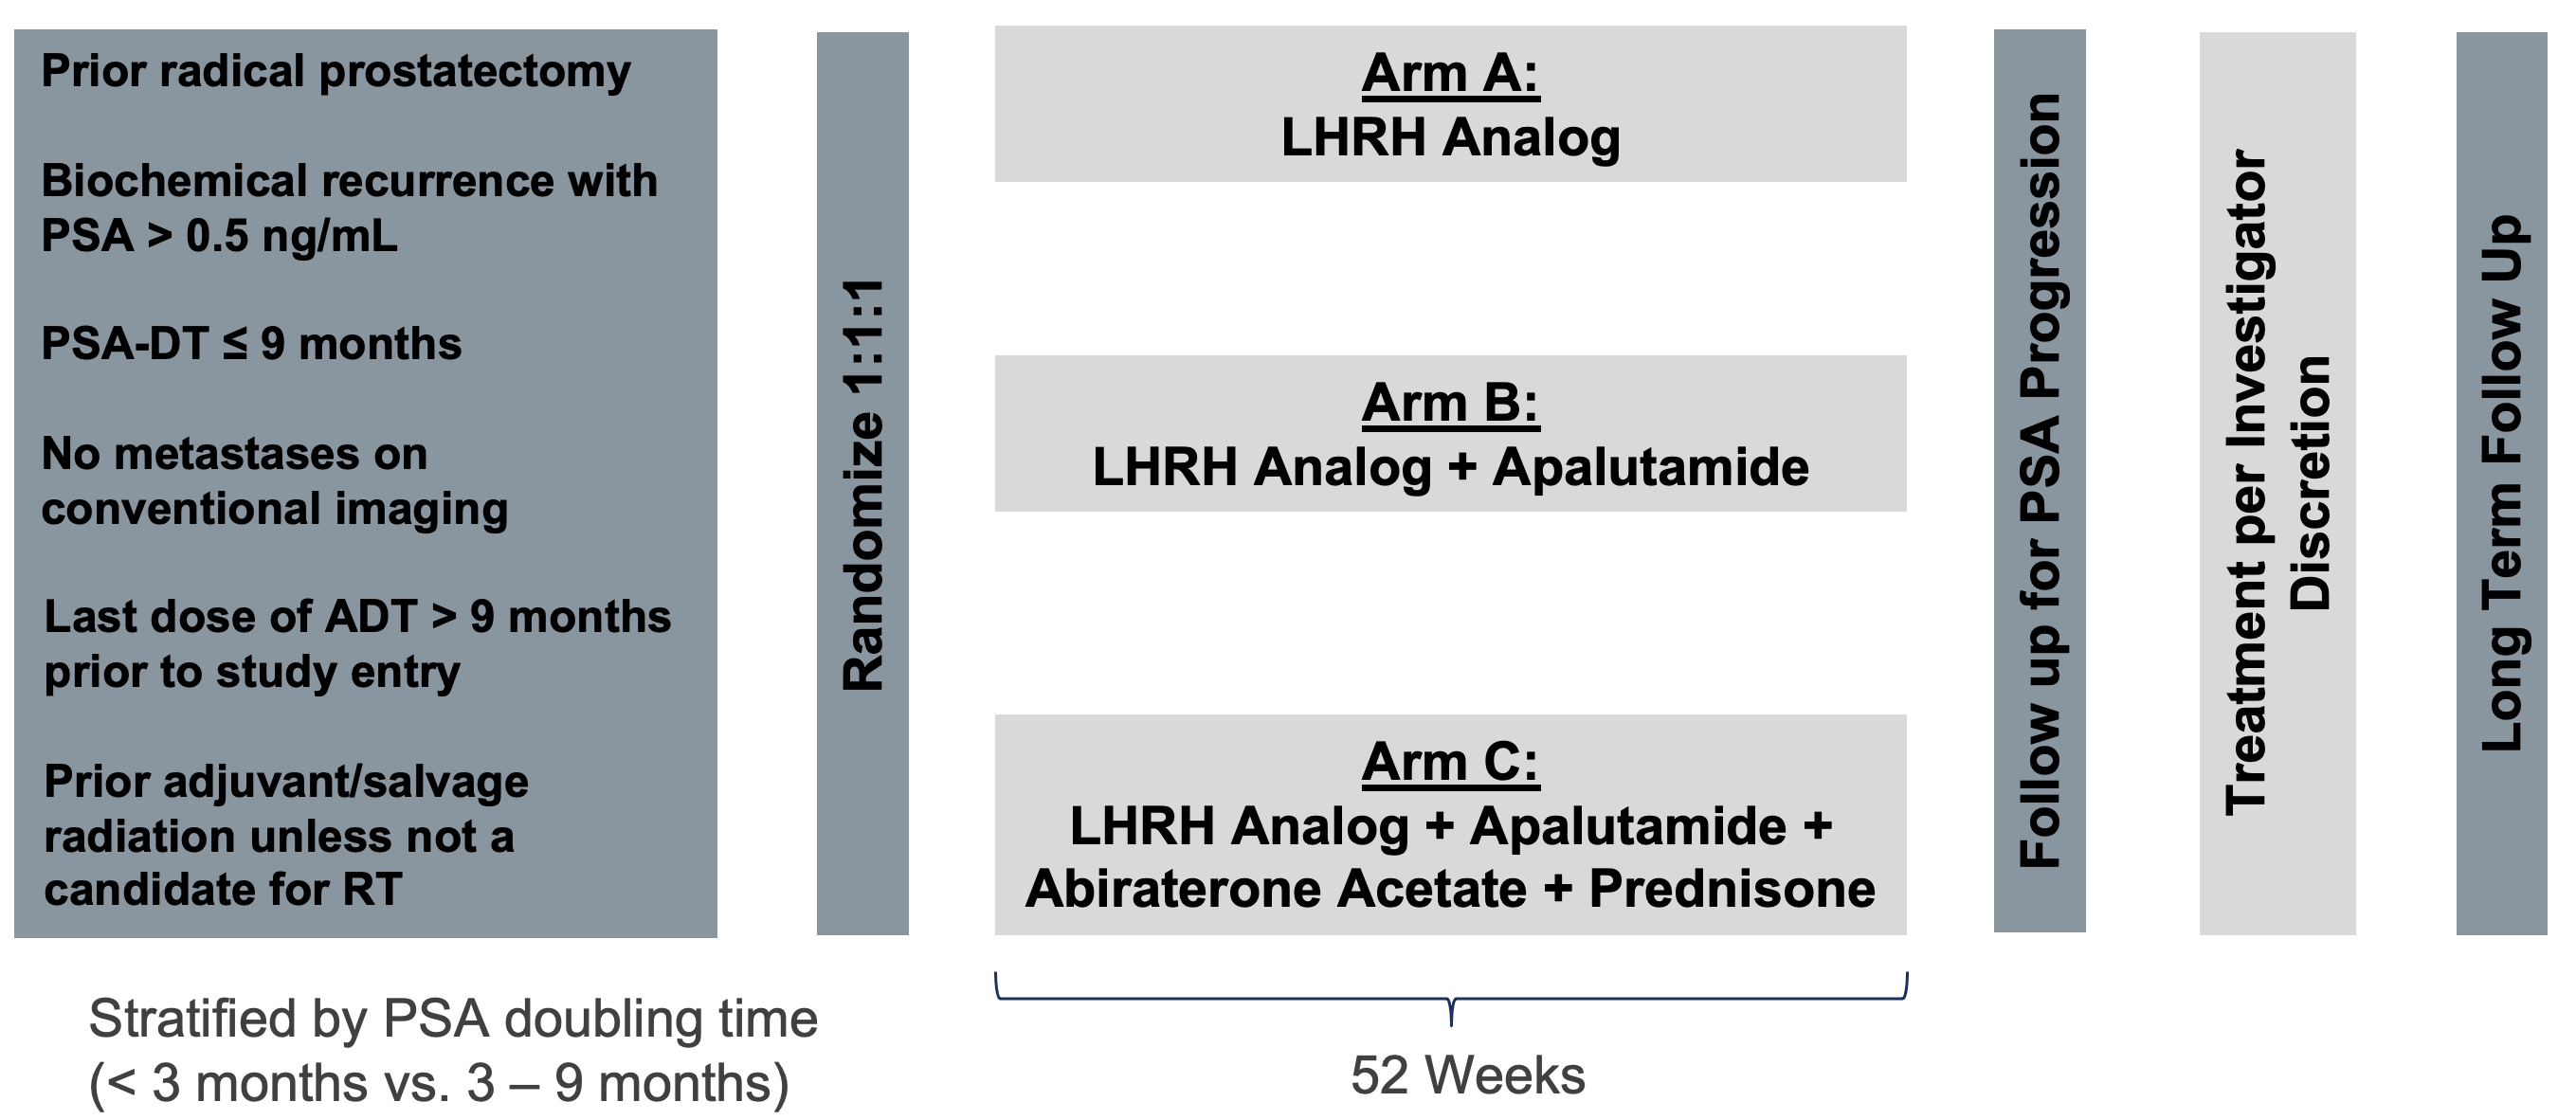 Prior radical prostatectomy
Biochemical recurrence with
PSA > 0.5 ng/mL
PSA-DT ≤ 9 months
No metastases on
conventional imaging
Last dose of ADT > 9 months
prior to study entry
Prior adjuvant/salvage
radiation unless not a
candidate for RT
Stratified by PSA doubling time
(< 3 months vs. 3 – 9 months)
Randomize 1:1:1
Arm A:
LHRH Analog
Arm B:
LHRH Analog + Apalutamide
Arm C:
LHRH Analog + Apalutamide +
Abiraterone Acetate + Prednisone
52 Weeks
Follow up for PSA Progression
Treatment per Investigator
Discretion
Long Term Follow Up